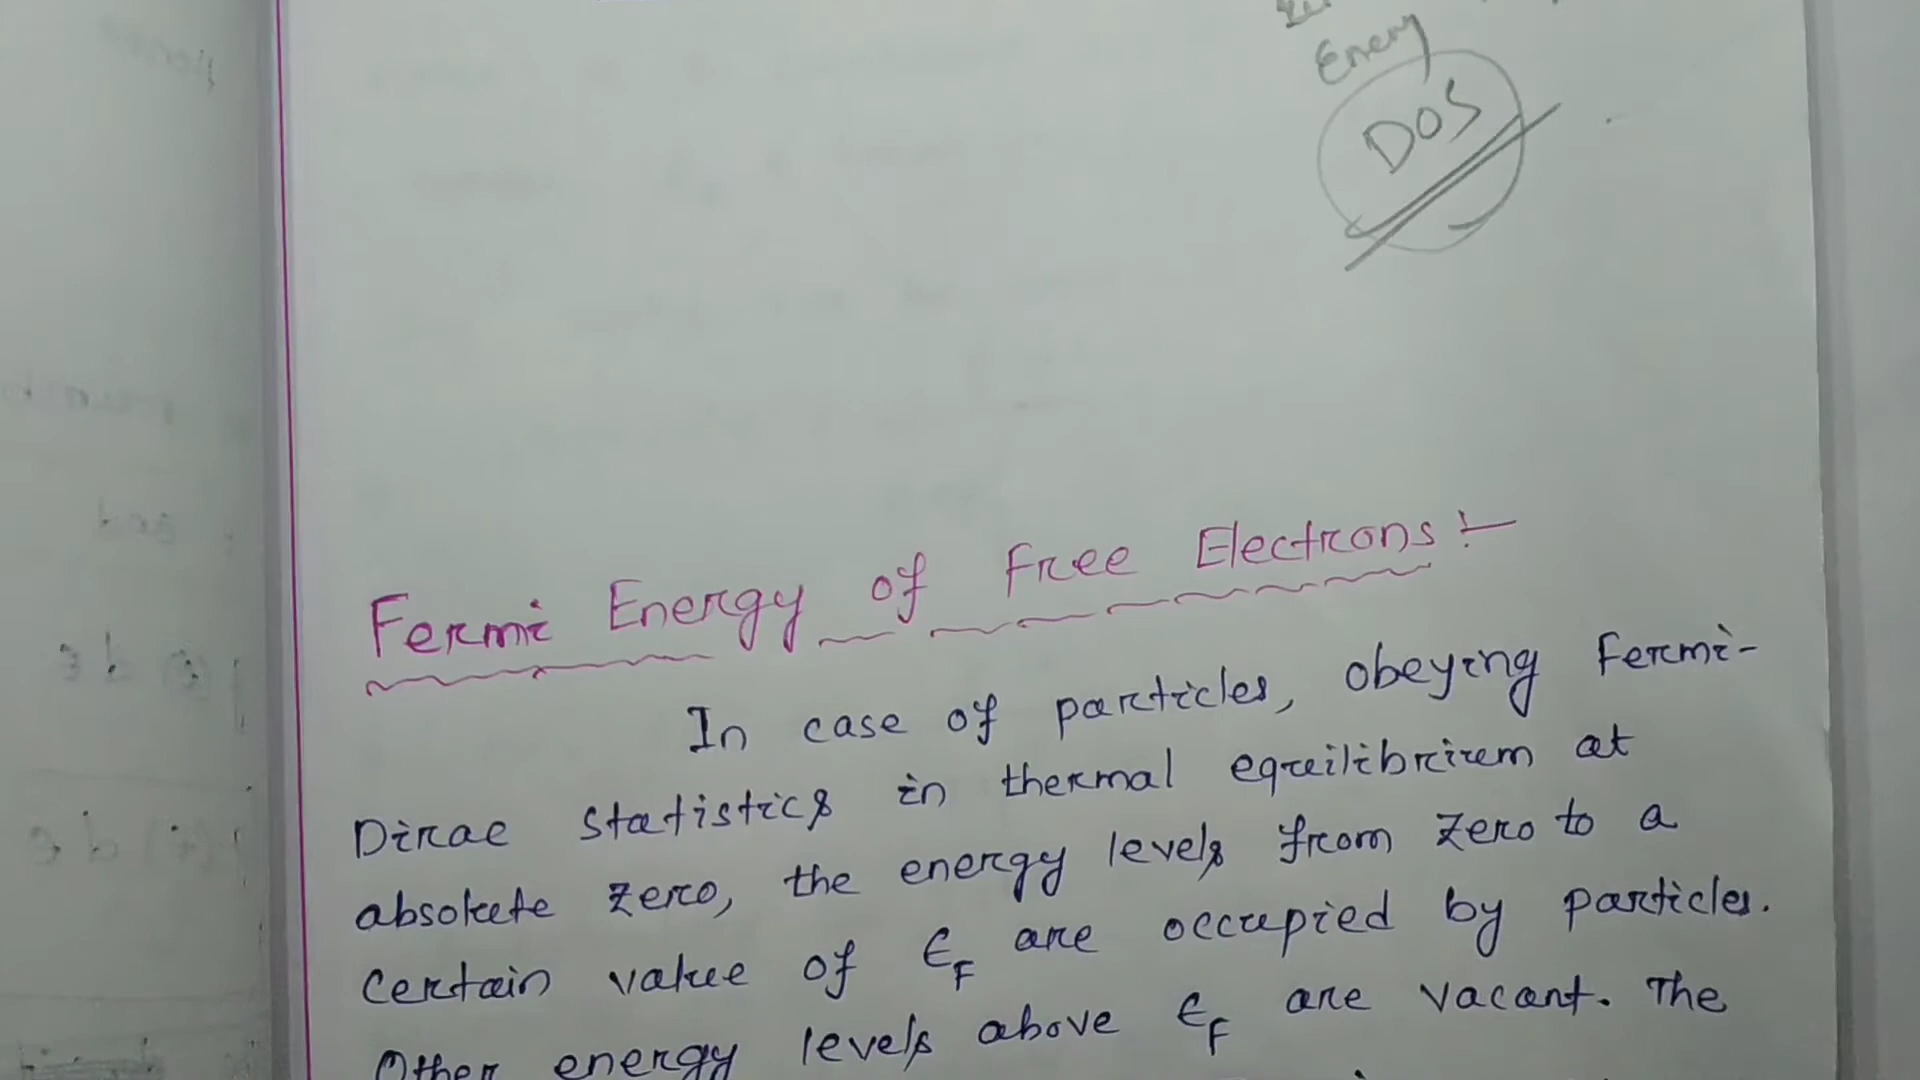 Enery
DOS
Fermi Energy of Free Electrons :-
In case of particles, obeying Fermi-
Dirac statistics in thermal equilibrium at
absolute zero, the energy levels from zero to a
certain value of ϵF are occupied by particles.
Other energy levels above ϵF are vacant. The